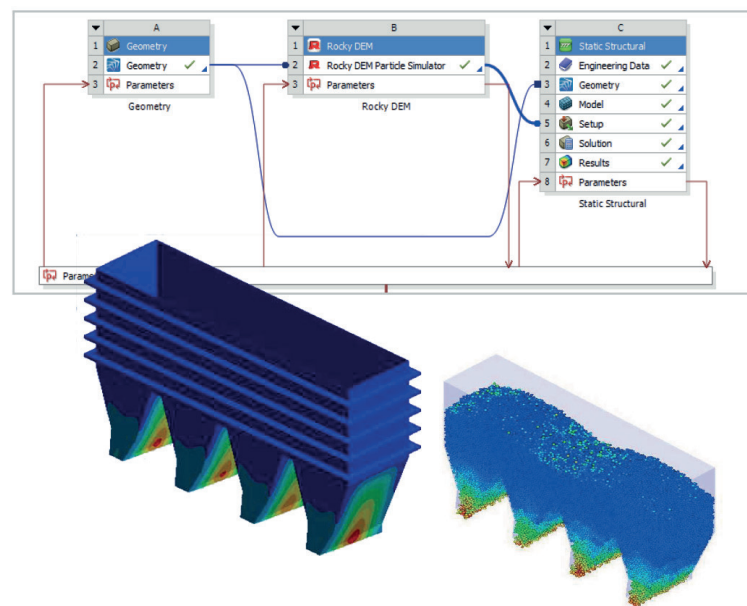 A
1 Geometry
2 Geometry
3 Parameters
Geometry
B
1 Rocky DEM
2 Rocky DEM Particle Simulator
3 Parameters
Rocky DEM
C
1 Static Structural
2 Engineering Data
3 Geometry
4 Model
5 Setup
6 Solution
7 Results
8 Parameters
Static Structural